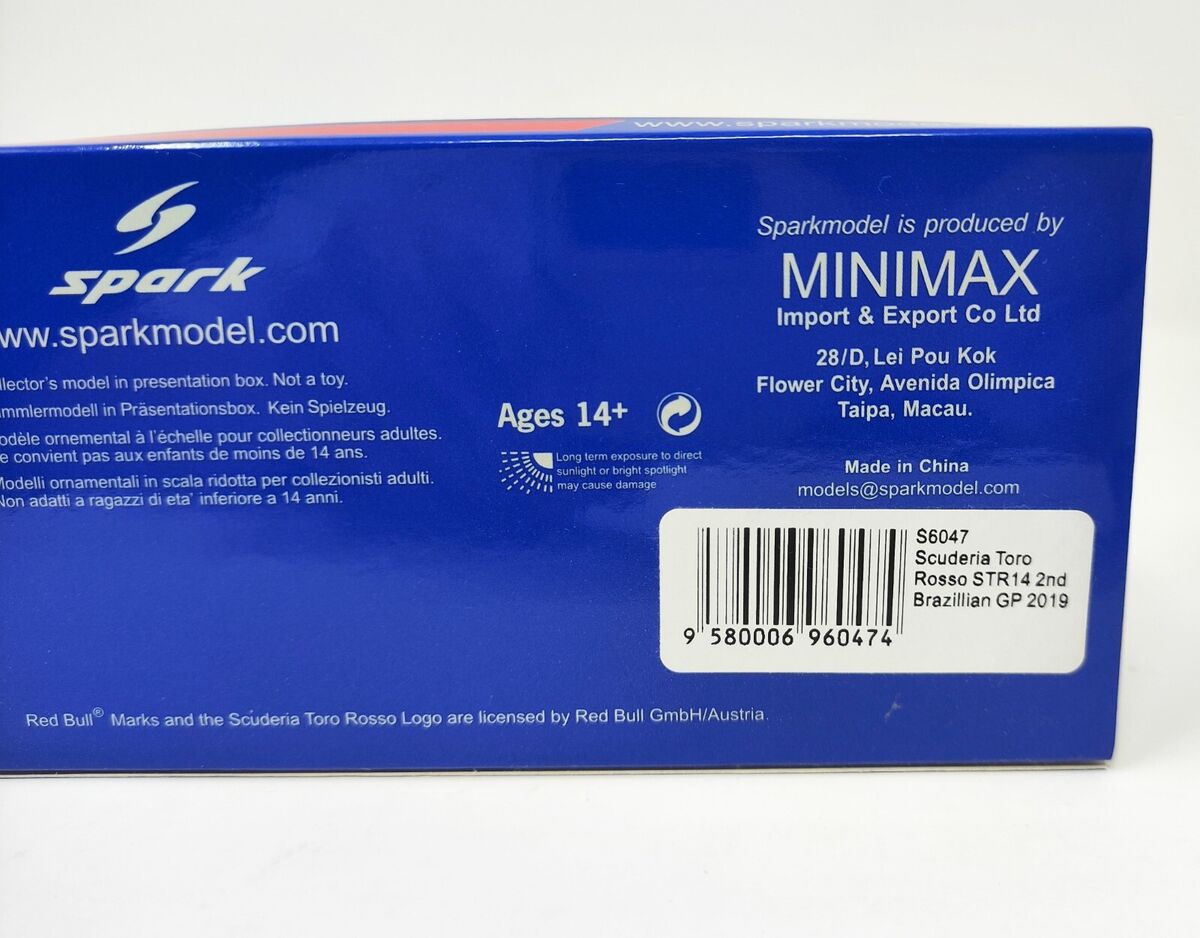 www.sparkmodel
spark
ww.sparkmodel.com
llector's model in presentation box. Not a toy.
ammlermodell in Präsentationsbox. Kein Spielzeug.
odèle ornemental à l'échelle pour collectionneurs adultes.
e convient pas aux enfants de moins de 14 ans.
Modelli ornamentali in scala ridotta per collezionisti adulti.
Non adatti a ragazzi di eta' inferiore a 14 anni.
Ages 14+
Long term exposure to direct
sunlight or bright spotlight
may cause damage
Sparkmodel is produced by
MINIMAX
Import & Export Co Ltd
28/D, Lei Pou Kok
Flower City, Avenida Olimpica
Taipa, Macau.
Made in China
models@sparkmodel.com
S6047
Scuderia Toro
Rosso STR14 2nd
Brazillian GP 2019
9 580006 960474
Red Bull® Marks and the Scuderia Toro Rosso Logo are licensed by Red Bull GmbH/Austria.